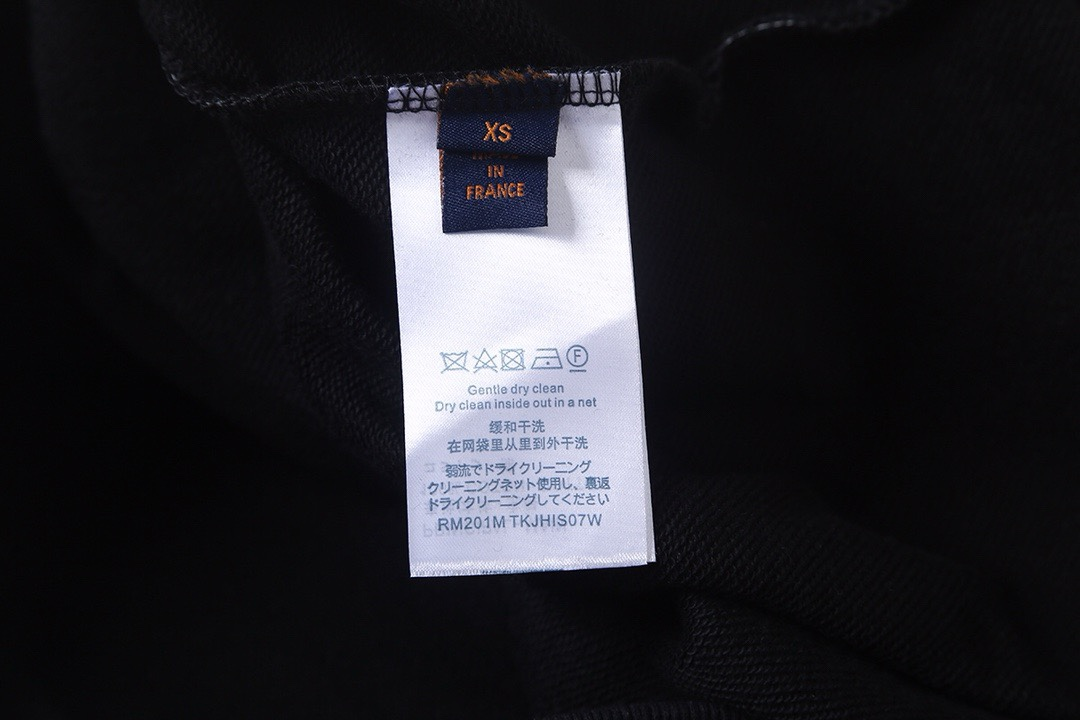 XS
IN
FRANCE
F
Gentle dry clean
Dry clean inside out in a net
缓和干洗
在网袋里从里到外干洗
弱流でドライクリーニング
クリーニングネット使用し、裏返
ドライクリーニングしてください
RM201M TKJHIS07W